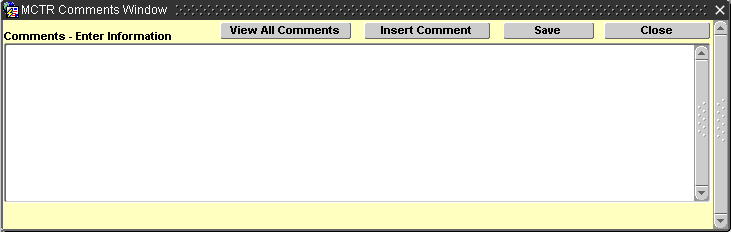 MCTR Comments Window
Comments - Enter Information
View All Comments
Insert Comment
Save
Close